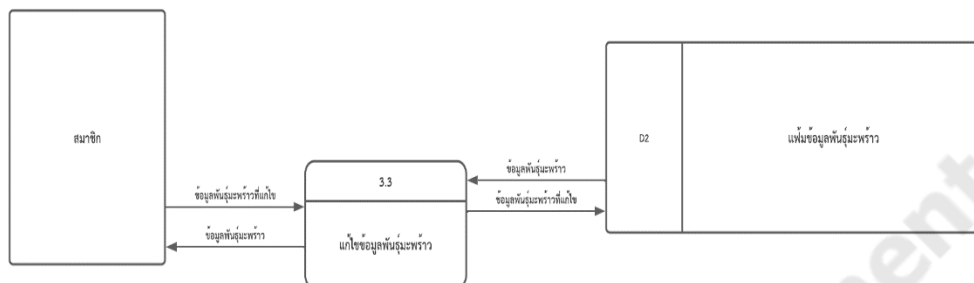 สมาชิก
D2
แฟ้มข้อมูลพันธุ์มะพร้าว
ข้อมูลพันธุ์มะพร้าว
3.3
ข้อมูลพันธุ์มะพร้าวที่แก้ไข
ข้อมูลพันธุ์มะพร้าวที่แก้ไข
ข้อมูลพันธุ์มะพร้าว
แก้ไขข้อมูลพันธุ์มะพร้าว